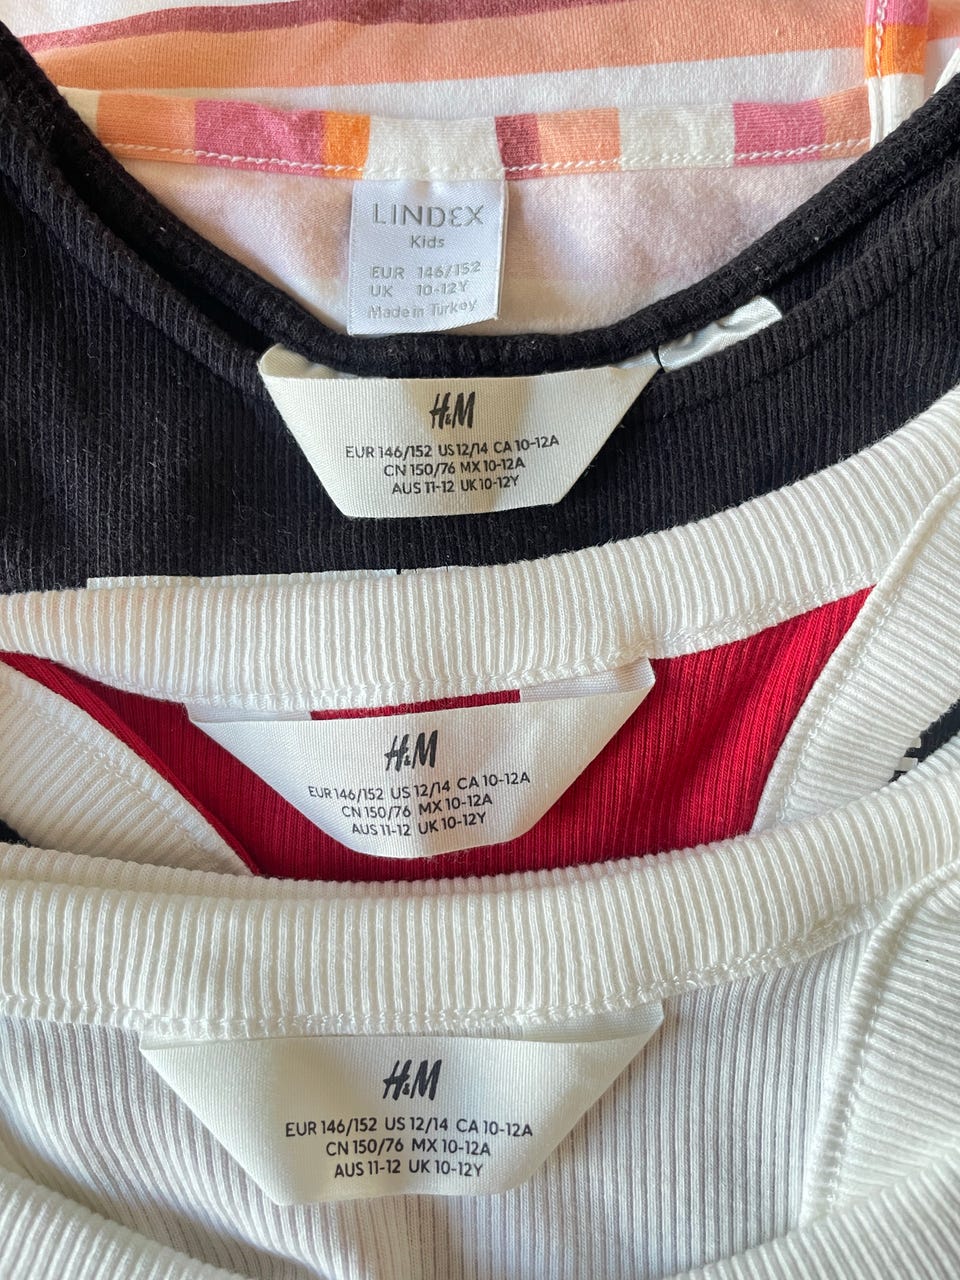 LINDEX
Kids
EUR 146/152
UK 10-12Y
Made in Turkey
H&M
EUR 146/152 US 12/14 CA 10-12A
CN 150/76 MX 10-12A
AUS 11-12 UK 10-12Y
H&M
EUR 146/152 US 12/14 CA 10-12A
CN 150/76 MX 10-12A
AUS 11-12 UK 10-12Y
H&M
EUR 146/152 US 12/14 CA 10-12A
CN 150/76 MX 10-12A
AUS 11-12 UK 10-12Y